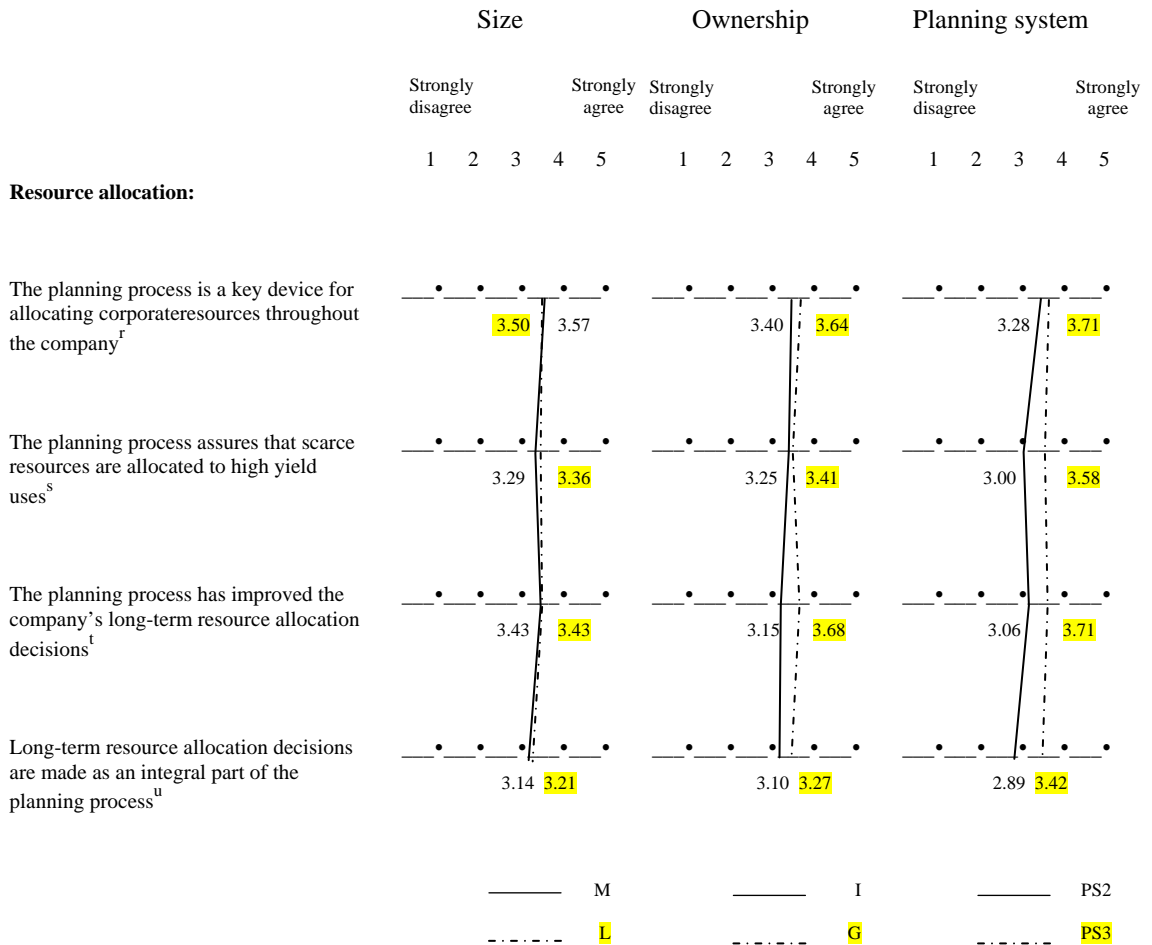 Size Ownership Planning system
Strongly Strongly Strongly Strongly Strongly Strongly
disagree agree disagree agree disagree agree
1 2 3 4 5 1 2 3 4 5 1 2 3 4 5
Resource allocation:
The planning process is a key device for
allocating corporateresources throughout
the company^r
3.50 3.57 3.40 3.64 3.28 3.71
The planning process assures that scarce
resources are allocated to high yield
uses^s
3.29 3.36 3.25 3.41 3.00 3.58
The planning process has improved the
company’s long-term resource allocation
decisions^t
3.43 3.43 3.15 3.68 3.06 3.71
Long-term resource allocation decisions
are made as an integral part of the
planning process^u
3.14 3.21 3.10 3.27 2.89 3.42
M I PS2
L G PS3